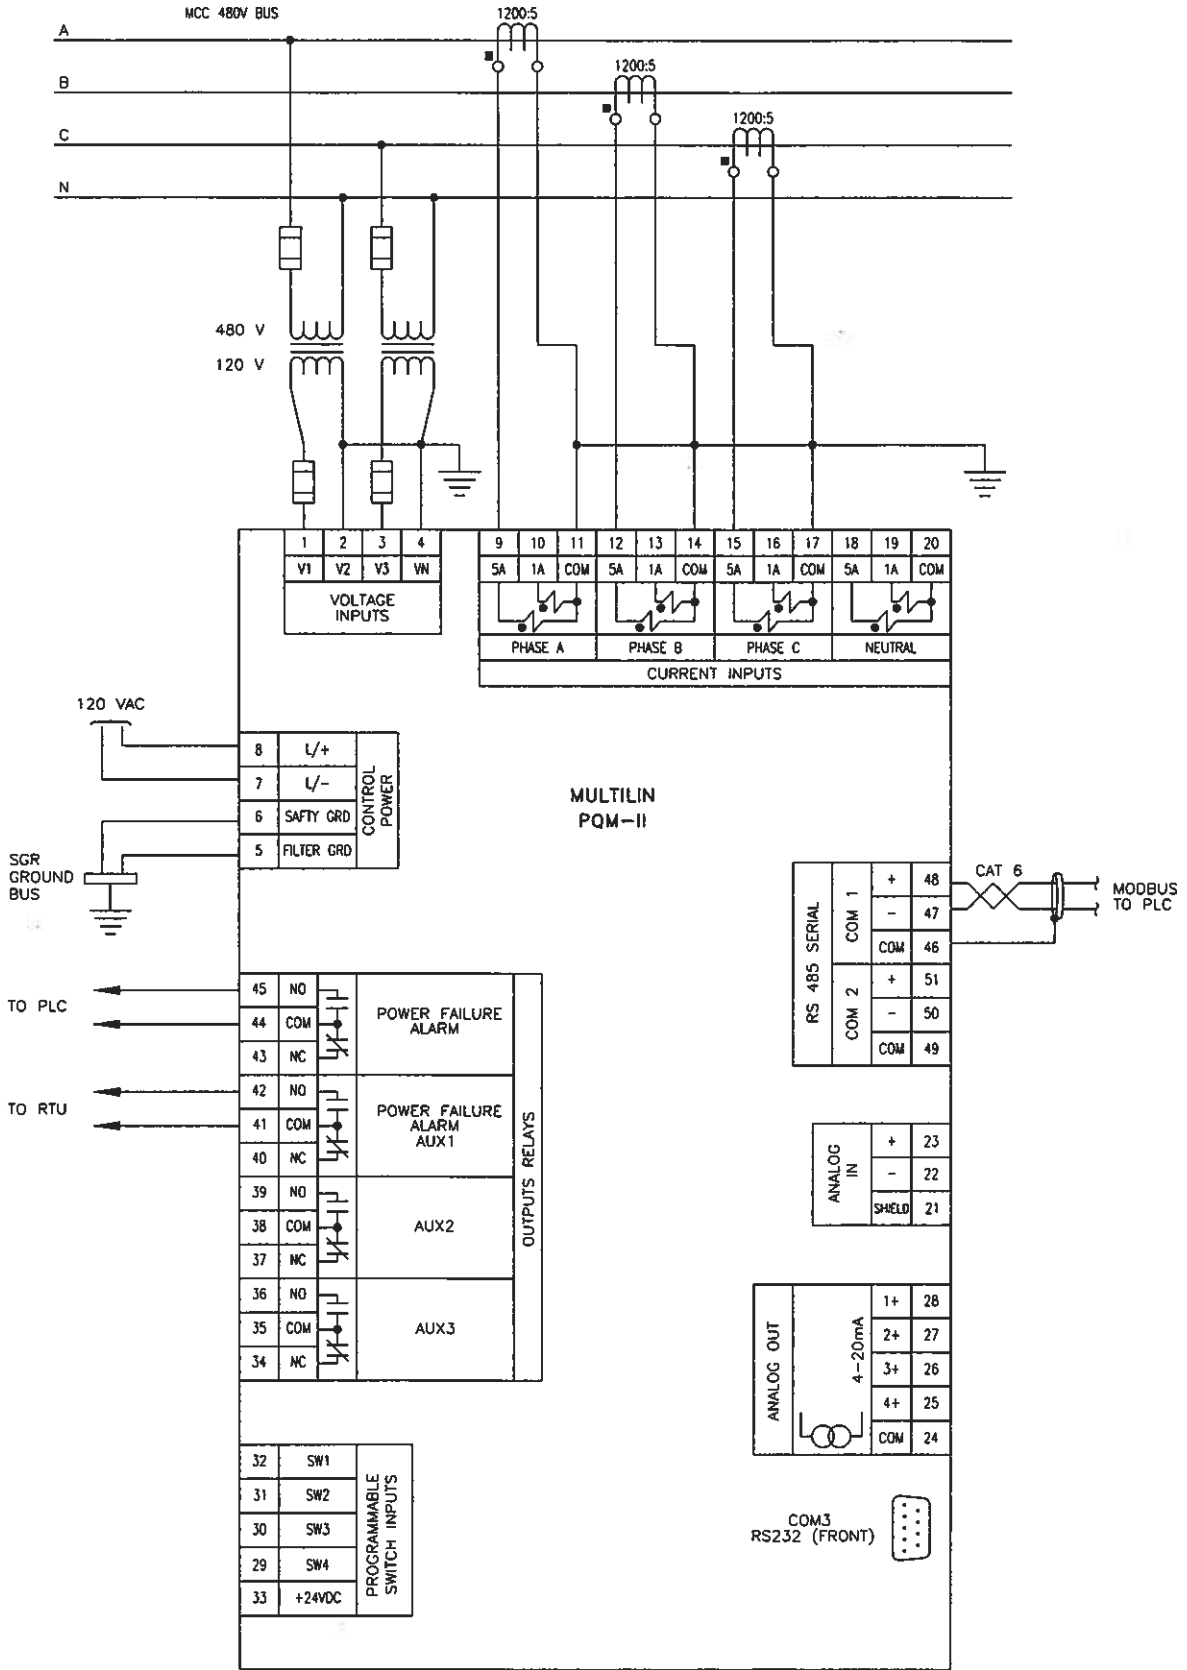 MCC 480V BUS
1200:5
A
1200:5
B
1200:5
C
N
480 V
120 V
1 2 3 4
V1 V2 V3 VN
VOLTAGE
INPUTS
9 10 11 12 13 14 15 16 17 18 19 20
5A 1A COM 5A 1A COM 5A 1A COM 5A 1A COM
PHASE A PHASE B PHASE C NEUTRAL
CURRENT INPUTS
120 VAC
8 L/+
7 L/-
6 SAFTY GRD
5 FILTER GRD
CONTROL
POWER
SGR
GROUND
BUS
MULTILIN
PQM-II
RS 485 SERIAL
COM 1
+ 48
- 47
COM 46
COM 2
+ 51
- 50
COM 49
CAT 6
MODBUS
TO PLC
TO PLC
45 NO
44 COM
43 NC
POWER FAILURE
ALARM
TO RTU
42 NO
41 COM
40 NC
POWER FAILURE
ALARM
AUX1
39 NO
38 COM
37 NC
AUX2
36 NO
35 COM
34 NC
AUX3
OUTPUTS RELAYS
ANALOG
IN
+ 23
- 22
SHIELD 21
ANALOG OUT
4-20mA
1+ 28
2+ 27
3+ 26
4+ 25
COM 24
32 SW1
31 SW2
30 SW3
29 SW4
33 +24VDC
PROGRAMMABLE
SWITCH INPUTS
COM3
RS232 (FRONT)